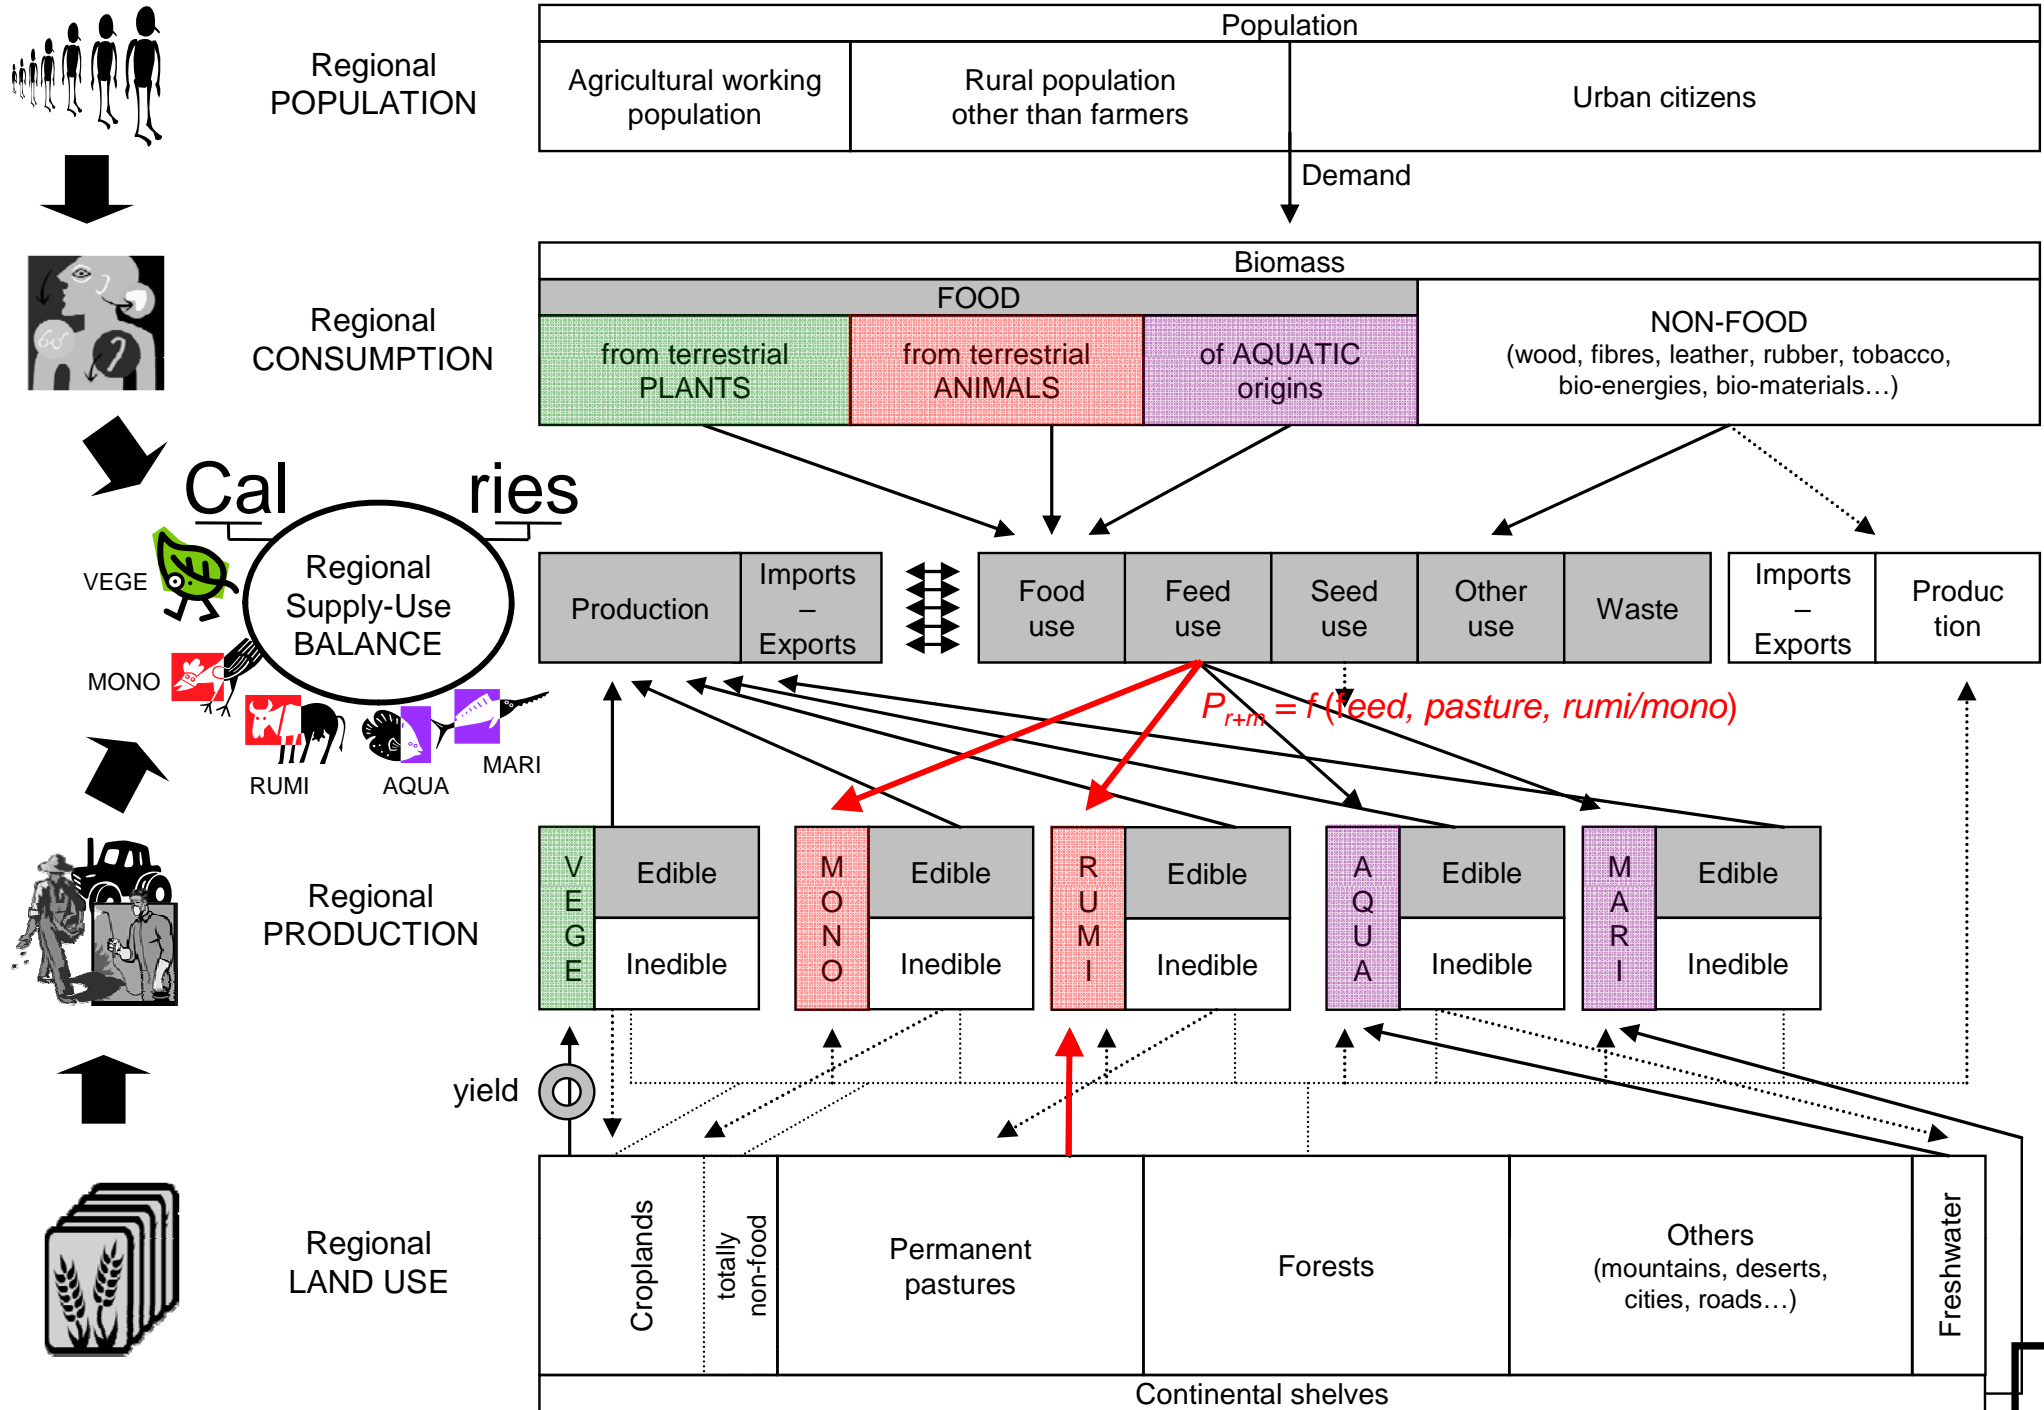 Regional
POPULATION
Population
Agricultural working
population
Rural population
other than farmers
Urban citizens
Demand
Regional
CONSUMPTION
Biomass
FOOD
from terrestrial
PLANTS
from terrestrial
ANIMALS
of AQUATIC
origins
NON-FOOD
(wood, fibres, leather, rubber, tobacco,
bio-energies, bio-materials…)
Cal ries
Regional
Supply-Use
BALANCE
VEGE
MONO
RUMI
AQUA
MARI
Production
Imports
–
Exports
Food
use
Feed
use
Seed
use
Other
use
Waste
Imports
–
Exports
Produc
tion
P r+m = f (feed, pasture, rumi/mono)
Regional
PRODUCTION
VEGE
Edible
Inedible
MONO
Edible
Inedible
RUMI
Edible
Inedible
AQUA
Edible
Inedible
MARI
Edible
Inedible
yield
Regional
LAND USE
Croplands
totally
non-food
Permanent
pastures
Forests
Others
(mountains, deserts,
cities, roads…)
Freshwater
Continental shelves